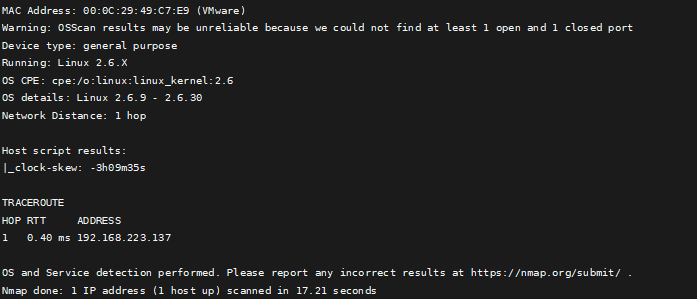 MAC Address: 00:0C:29:49:C7:E9 (VMware)
Warning: OSScan results may be unreliable because we could not find at least 1 open and 1 closed port
Device type: general purpose
Running: Linux 2.6.X
OS CPE: cpe:/o:linux:linux_kernel:2.6
OS details: Linux 2.6.9 - 2.6.30
Network Distance: 1 hop
Host script results:
|_clock-skew: -3h09m35s
TRACEROUTE
HOP RTT     ADDRESS
1   0.40 ms 192.168.223.137
OS and Service detection performed. Please report any incorrect results at https://nmap.org/submit/ .
Nmap done: 1 IP address (1 host up) scanned in 17.21 seconds